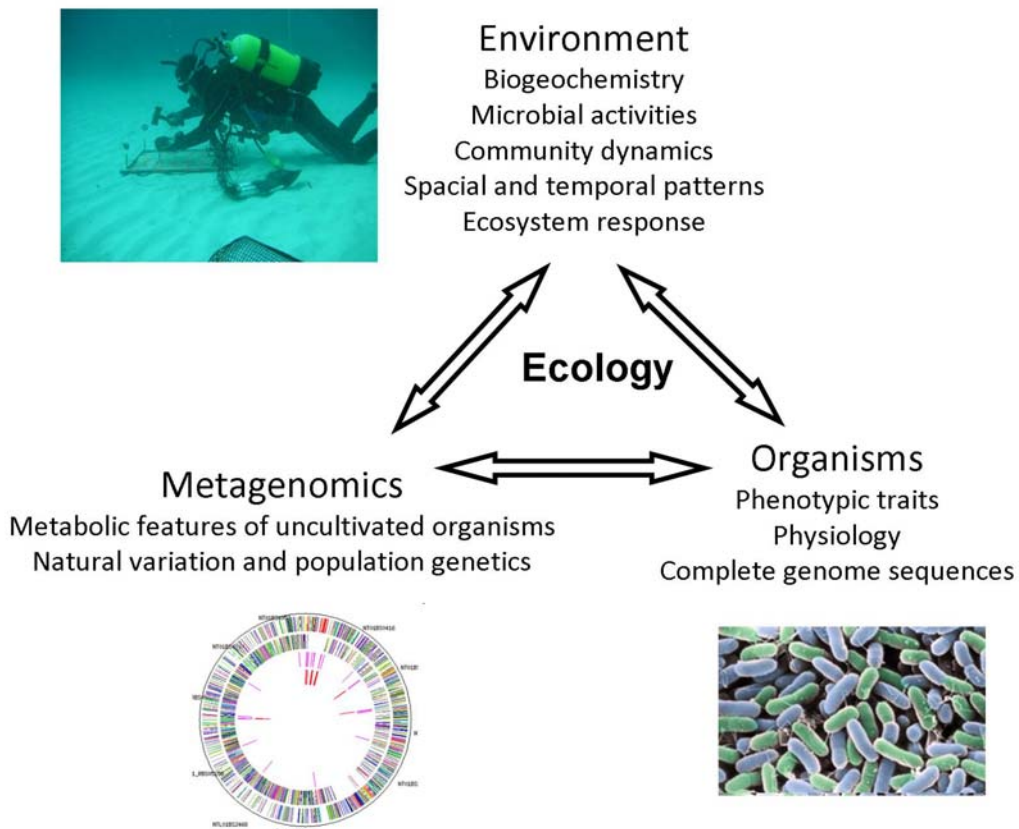 Environment
Biogeochemistry
Microbial activities
Community dynamics
Spacial and temporal patterns
Ecosystem response
Ecology
Metagenomics
Metabolic features of uncultivated organisms
Natural variation and population genetics
Organisms
Phenotypic traits
Physiology
Complete genome sequences